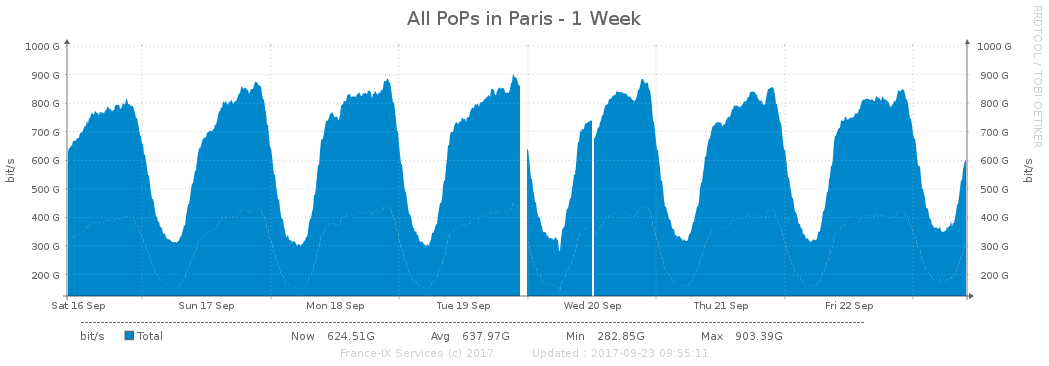 All PoPs in Paris - 1 Week
RRDTOOL / TOBI OETIKER
1000 G 1000 G
900 G 900 G
800 G 800 G
700 G 700 G
600 G 600 G
500 G 500 G
400 G 400 G
300 G 300 G
200 G 200 G
bit/s bit/s
Sat 16 Sep Sun 17 Sep Mon 18 Sep Tue 19 Sep Wed 20 Sep Thu 21 Sep Fri 22 Sep
bit/s Total Now 624.51G Avg 637.97G Min 282.85G Max 903.39G
France-IX Services (c) 2017 Updated : 2017-09-23 09:55:11